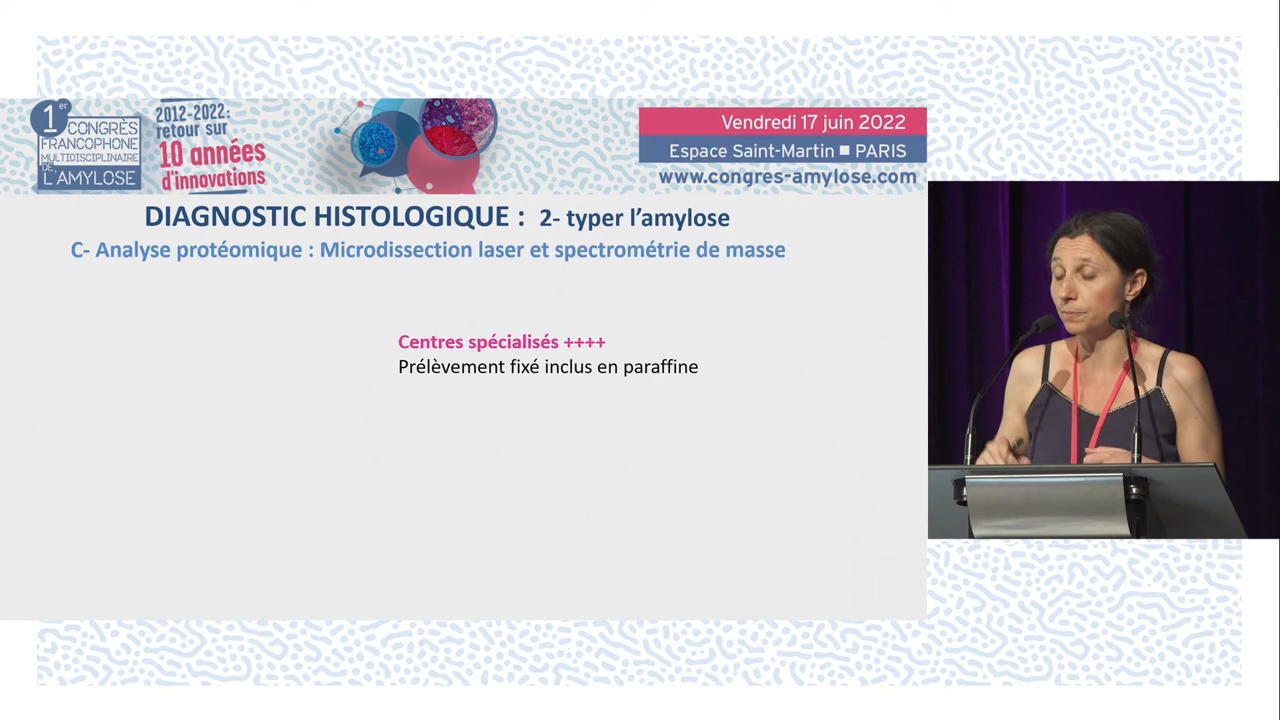 1er
CONGRÈS
FRANCOPHONE
MULTIDISCIPLINAIRE
DE
L'AMYLOSE
2012-2022:
retour sur
10 années
d'innovations
Vendredi 17 juin 2022
Espace Saint-Martin ■ PARIS
www.congres-amylose.com
DIAGNOSTIC HISTOLOGIQUE : 2- typer l’amylose
C- Analyse protéomique : Microdissection laser et spectrométrie de masse
Centres spécialisés ++++
Prélèvement fixé inclus en paraffine